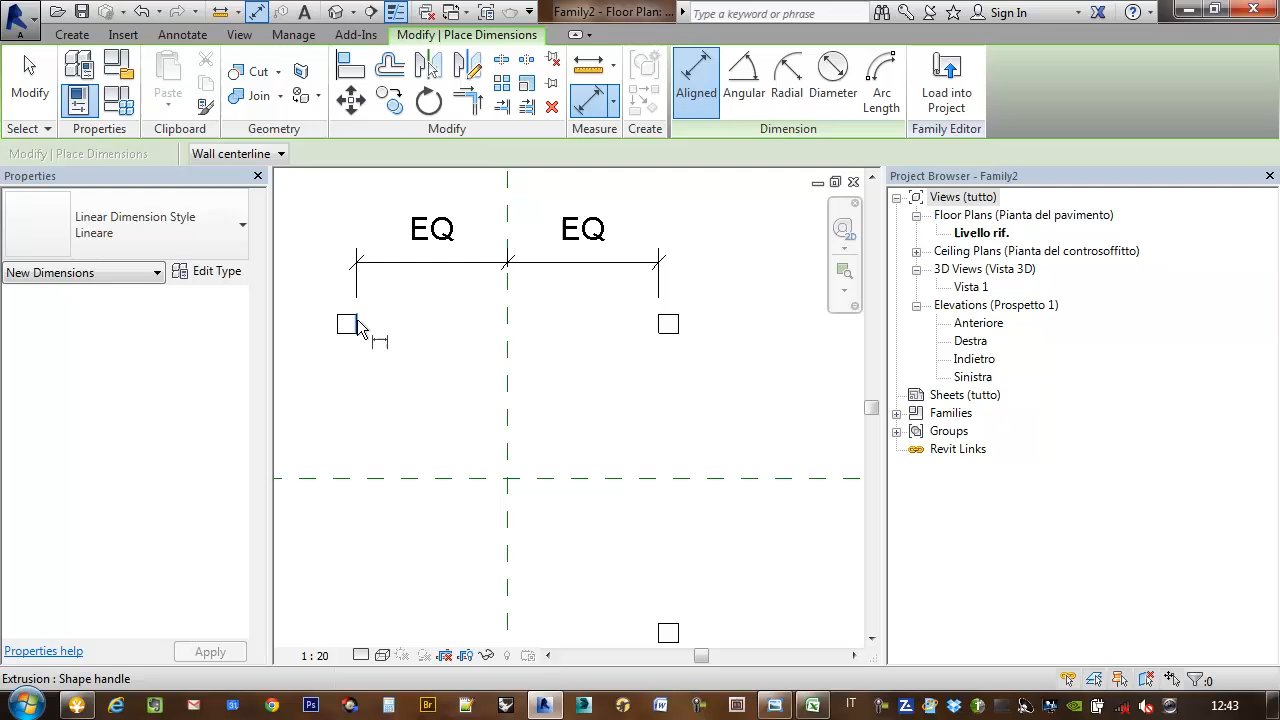 Family2 - Floor Plan: ...
Type a keyword or phrase
Sign In
Create
Insert
Annotate
View
Manage
Add-Ins
Modify | Place Dimensions
Modify
Paste
Cut
Join
Aligned
Angular
Radial
Diameter
Arc
Length
Load into
Project
Select
Properties
Clipboard
Geometry
Modify
Measure
Create
Dimension
Family Editor
Modify | Place Dimensions
Wall centerline
Properties
Linear Dimension Style
Lineare
New Dimensions
Edit Type
Properties help
Apply
EQ
EQ
2D
1 : 20
Project Browser - Family2
Views (tutto)
Floor Plans (Pianta del pavimento)
Livello rif.
Ceiling Plans (Pianta del controsoffitto)
3D Views (Vista 3D)
Vista 1
Elevations (Prospetto 1)
Anteriore
Destra
Indietro
Sinistra
Sheets (tutto)
Families
Groups
Revit Links
Extrusion : Shape handle
:0
IT
12:43